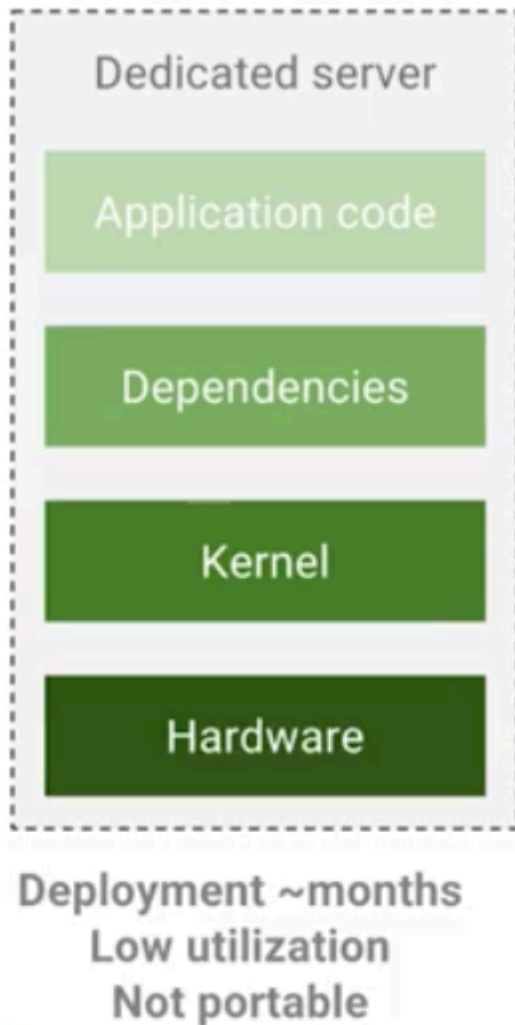 Dedicated server
Application code
Dependencies
Kernel
Hardware
Deployment ~months
Low utilization
Not portable